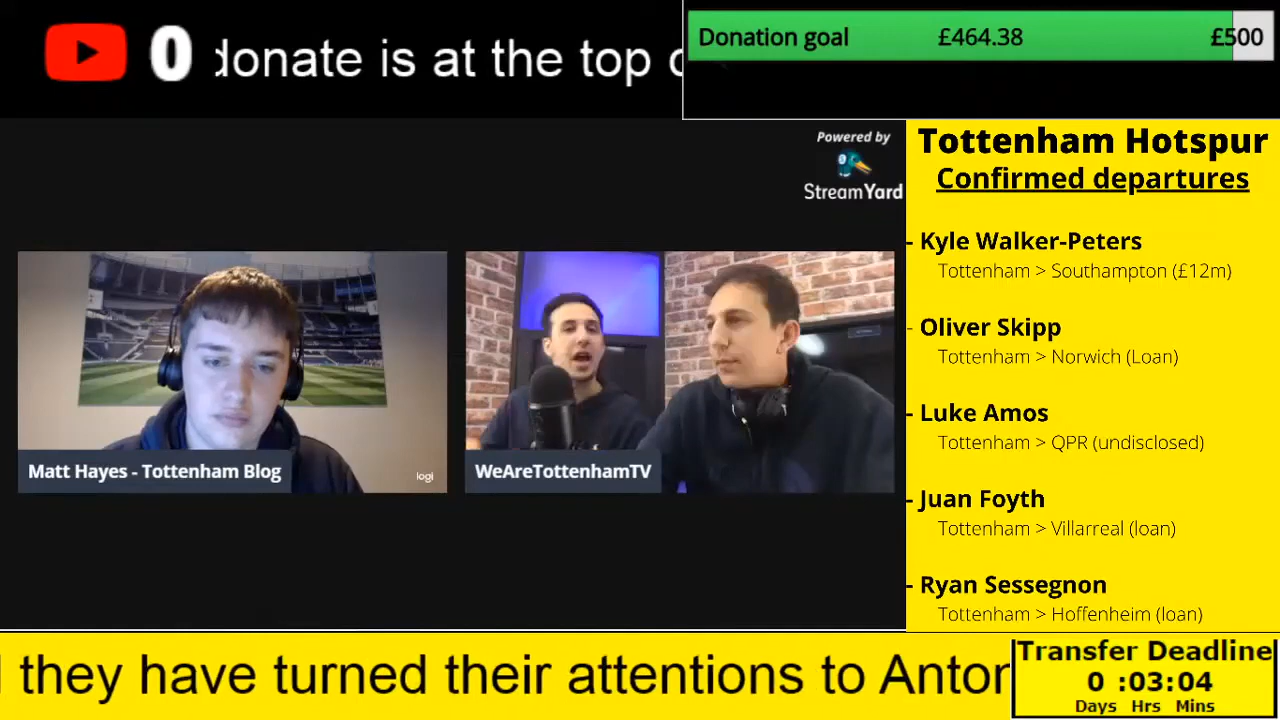 0
donate is at the top
Donation goal £464.38 £500
Powered by
StreamYard
Tottenham Hotspur
Confirmed departures
- Kyle Walker-Peters
Tottenham > Southampton (£12m)
- Oliver Skipp
Tottenham > Norwich (Loan)
- Luke Amos
Tottenham > QPR (undisclosed)
- Juan Foyth
Tottenham > Villarreal (loan)
- Ryan Sessegnon
Tottenham > Hoffenheim (loan)
Matt Hayes - Tottenham Blog
logi
WeAreTottenhamTV
they have turned their attentions to Anton
Transfer Deadline
0 :03:04
Days Hrs Mins